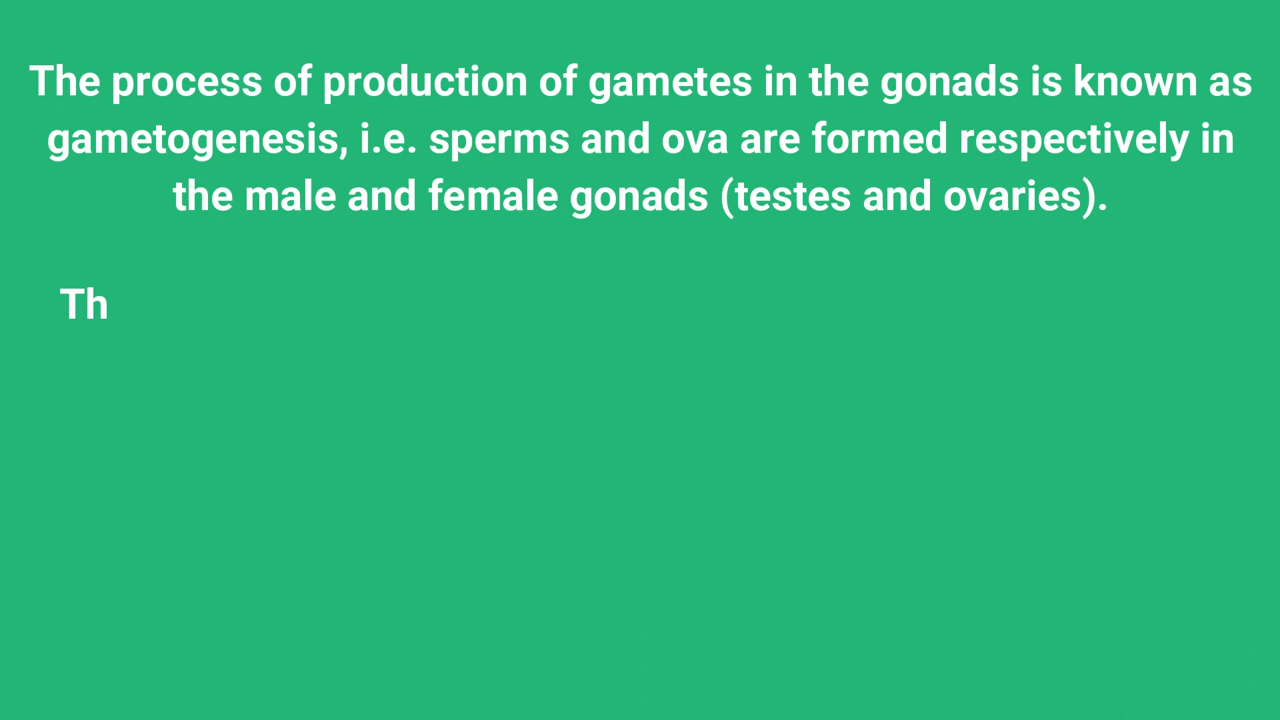 The process of production of gametes in the gonads is known as
gametogenesis, i.e. sperms and ova are formed respectively in
the male and female gonads (testes and ovaries).
Th